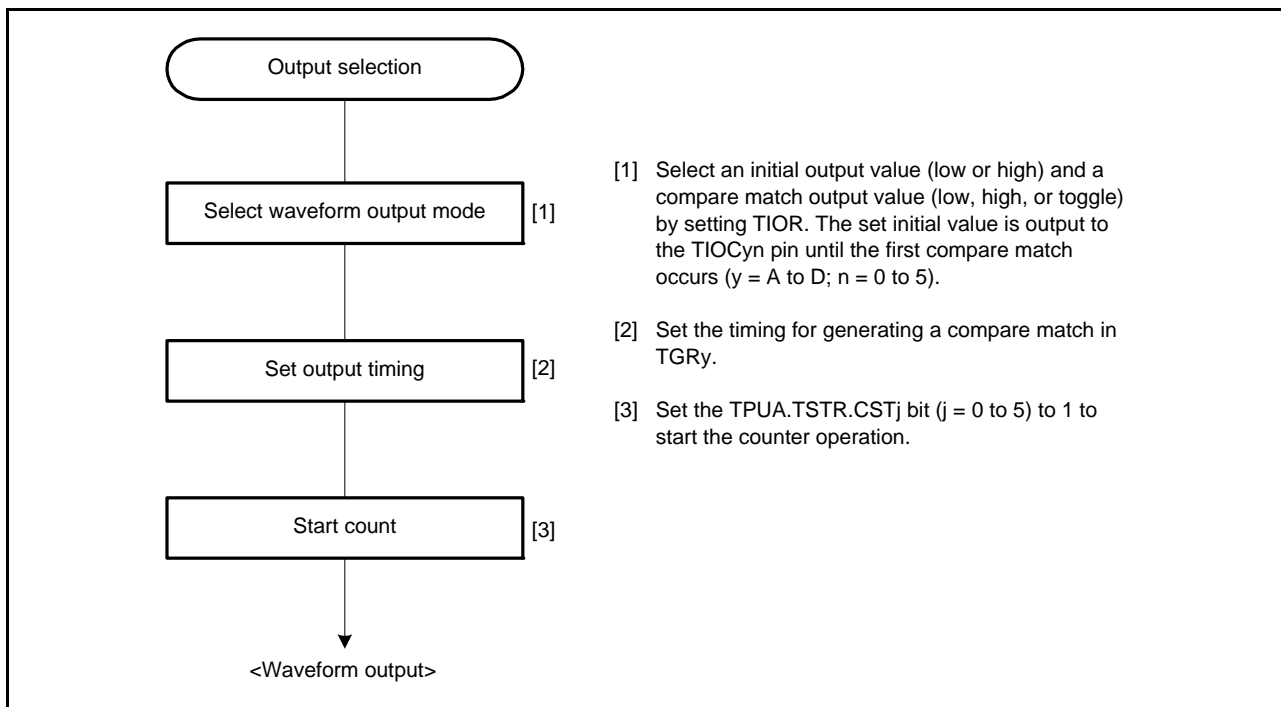 Output selection
Select waveform output mode
[1]
Set output timing
[2]
Start count
[3]
<Waveform output>
[1] Select an initial output value (low or high) and a
compare match output value (low, high, or toggle)
by setting TIOR. The set initial value is output to
the TIOCyn pin until the first compare match
occurs (y = A to D; n = 0 to 5).
[2] Set the timing for generating a compare match in
TGRy.
[3] Set the TPUA.TSTR.CSTj bit (j = 0 to 5) to 1 to
start the counter operation.